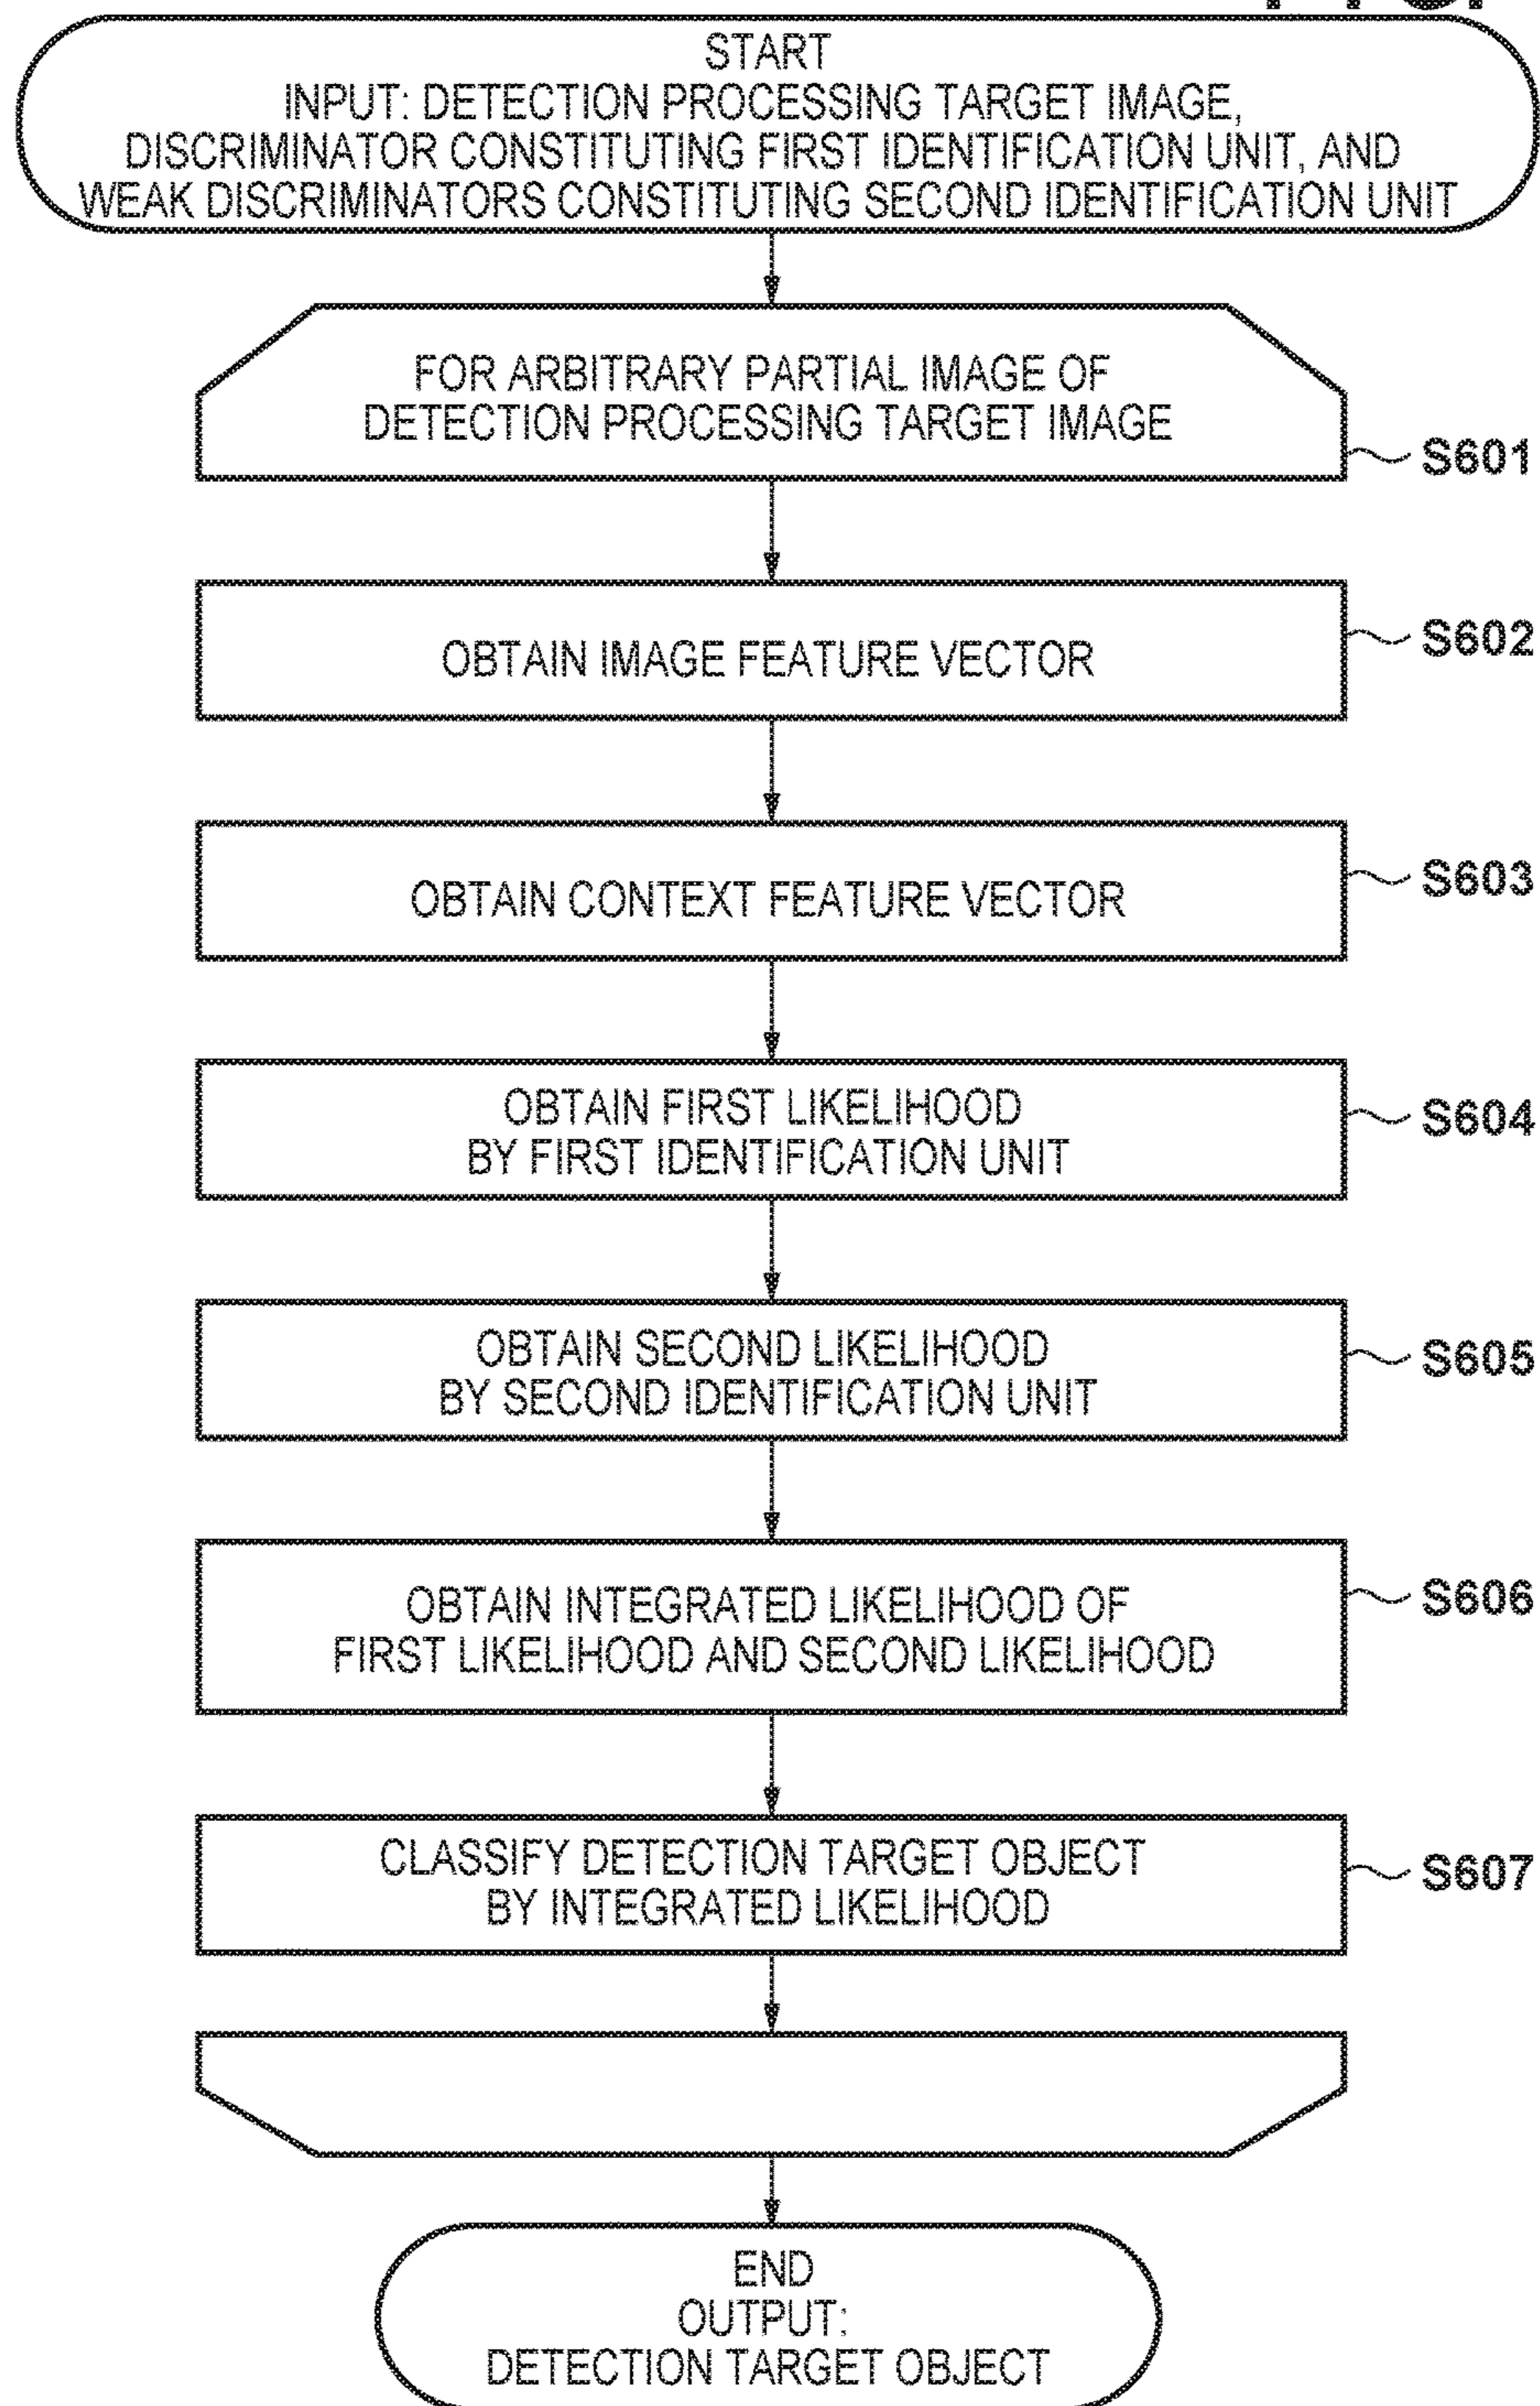 START
INPUT: DETECTION PROCESSING TARGET IMAGE,
DISCRIMINATOR CONSTITUTING FIRST IDENTIFICATION UNIT, AND
WEAK DISCRIMINATORS CONSTITUTING SECOND IDENTIFICATION UNIT
FOR ARBITRARY PARTIAL IMAGE OF
DETECTION PROCESSING TARGET IMAGE
S601
OBTAIN IMAGE FEATURE VECTOR
S602
OBTAIN CONTEXT FEATURE VECTOR
S603
OBTAIN FIRST LIKELIHOOD
BY FIRST IDENTIFICATION UNIT
S604
OBTAIN SECOND LIKELIHOOD
BY SECOND IDENTIFICATION UNIT
S605
OBTAIN INTEGRATED LIKELIHOOD OF
FIRST LIKELIHOOD AND SECOND LIKELIHOOD
S606
CLASSIFY DETECTION TARGET OBJECT
BY INTEGRATED LIKELIHOOD
S607
END
OUTPUT:
DETECTION TARGET OBJECT